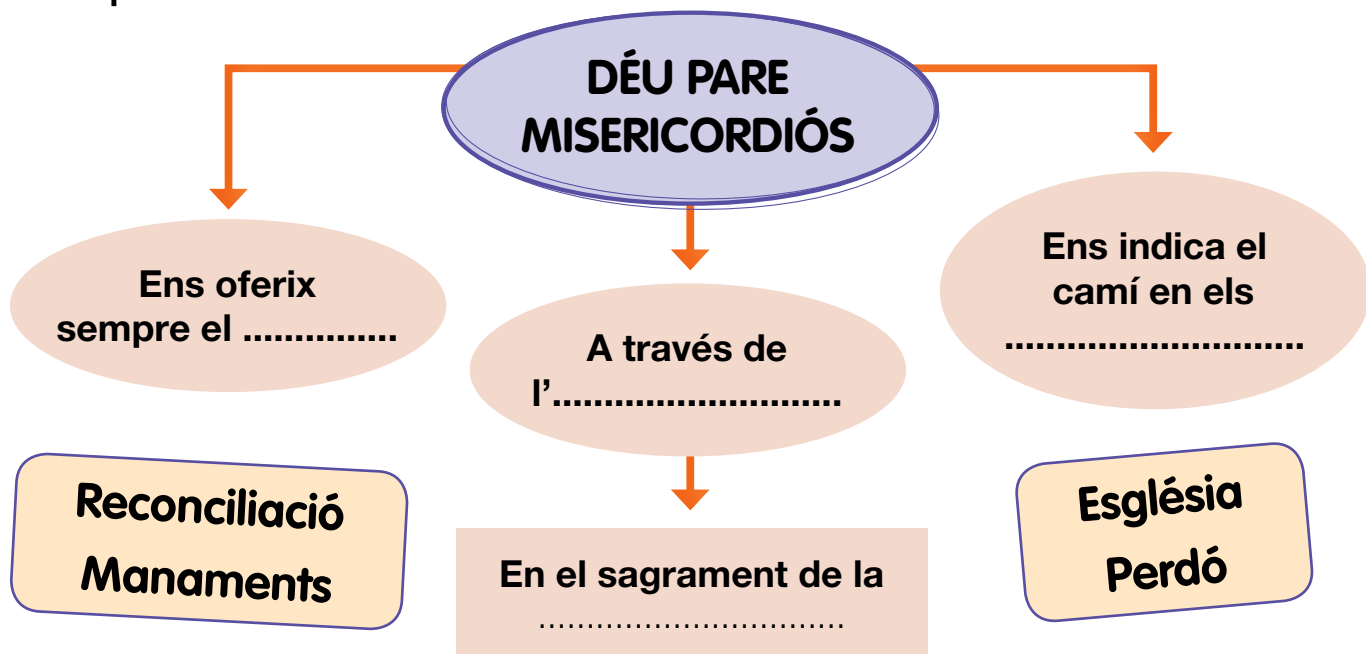 DÉU PARE
MISERICORDIÓS
Ens oferix
sempre el ...............
A través de
l’............................
Ens indica el
camí en els
.............................
Reconciliació
Manaments
En el sagrament de la
................................
Església
Perdó